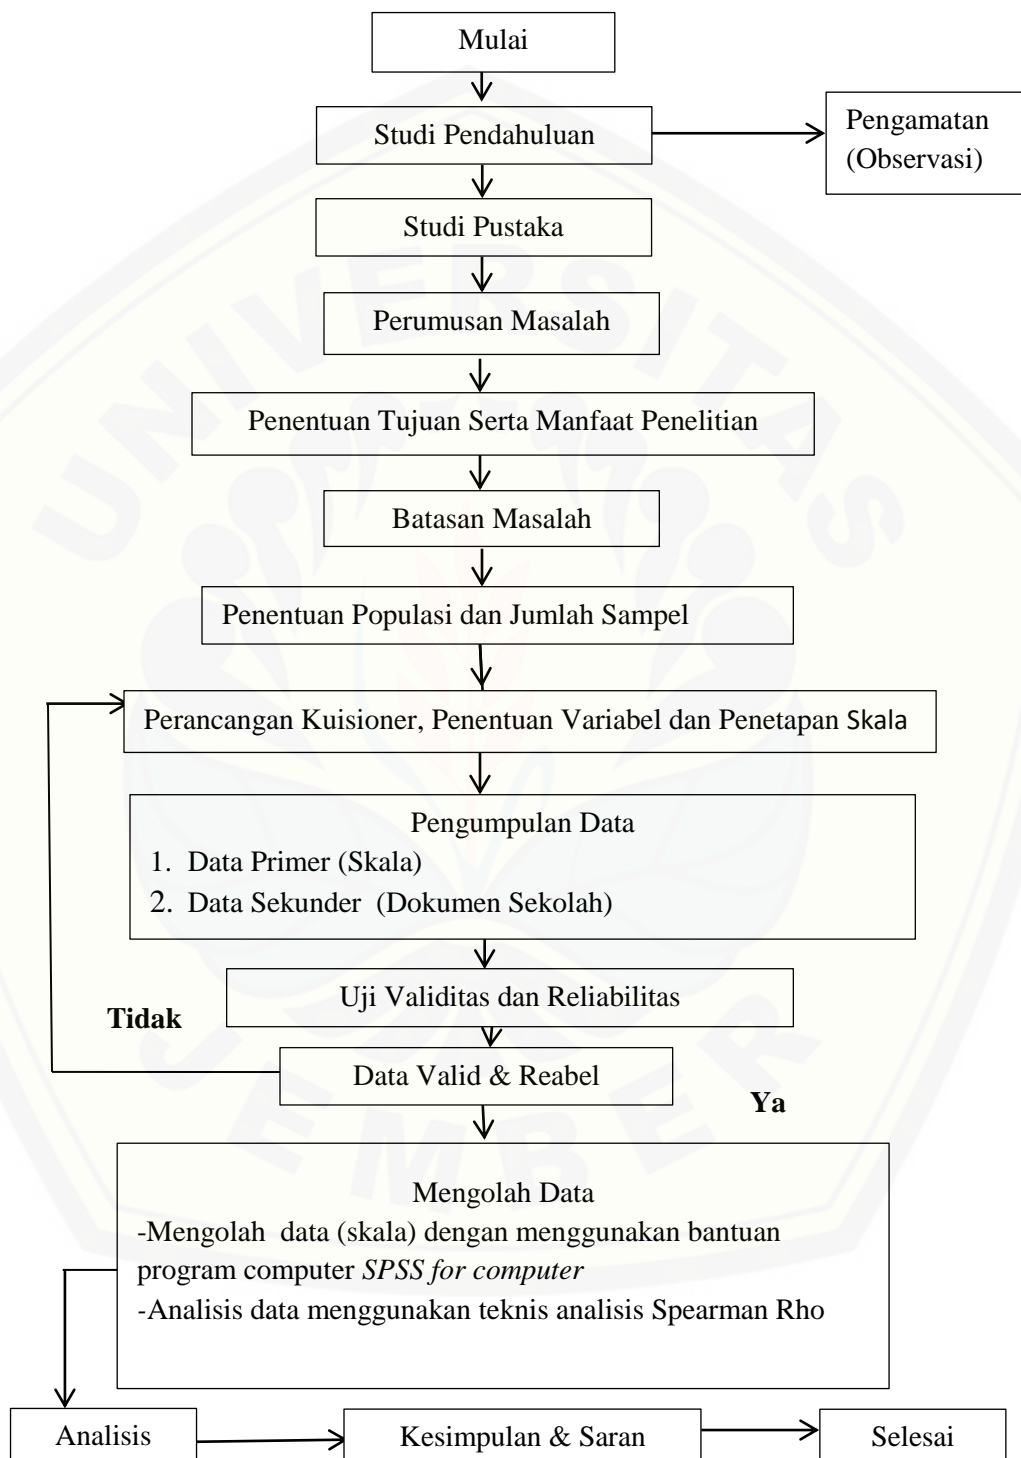 Mulai
Studi Pendahuluan
Pengamatan
(Observasi)
Studi Pustaka
Perumusan Masalah
Penentuan Tujuan Serta Manfaat Penelitian
Batasan Masalah
Penentuan Populasi dan Jumlah Sampel
Perancangan Kuisioner, Penentuan Variabel dan Penetapan Skala
Pengumpulan Data
1. Data Primer (Skala)
2. Data Sekunder (Dokumen Sekolah)
Uji Validitas dan Reliabilitas
Tidak
Data Valid & Reabel
Ya
Mengolah Data
-Mengolah data (skala) dengan menggunakan bantuan
program computer SPSS for computer
-Analisis data menggunakan teknis analisis Spearman Rho
Analisis
Kesimpulan & Saran
Selesai
UNIVERSITAS
JEMBER